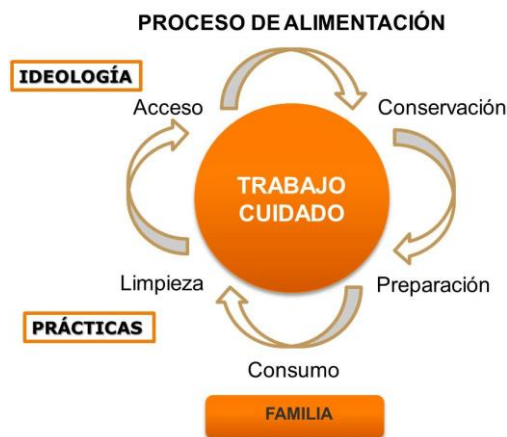 PROCESO DE ALIMENTACIÓN
IDEOLOGÍA
Acceso
Conservación
TRABAJO
CUIDADO
Limpieza
Preparación
PRÁCTICAS
Consumo
FAMILIA